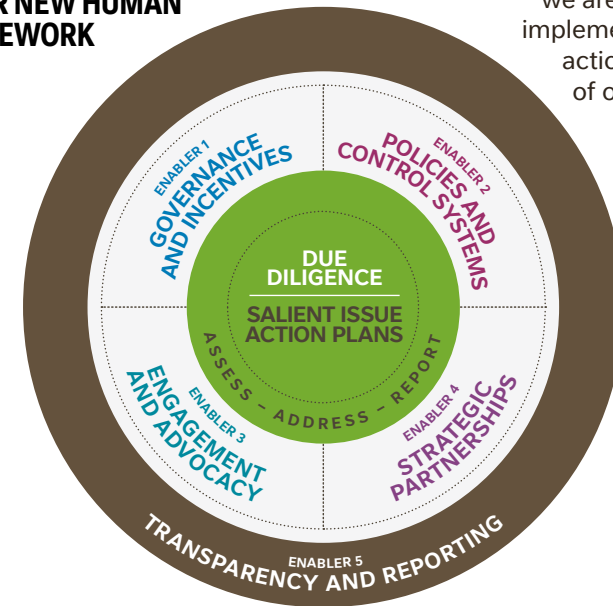 NEW HUMAN
we are
impleme
actio
of o
ENABLER 1
GOVERNANCE
AND INCENTIVES
ENABLER 2
POLICIES AND
CONTROL SYSTEMS
DUE
DILIGENCE
SALIENT ISSUE
ACTION PLANS
ASSESS – ADDRESS – REPORT
ENABLER 3
ENGAGEMENT
AND ADVOCACY
ENABLER 4
STRATEGIC
PARTNERSHIPS
ENABLER 5
TRANSPARENCY AND REPORTING